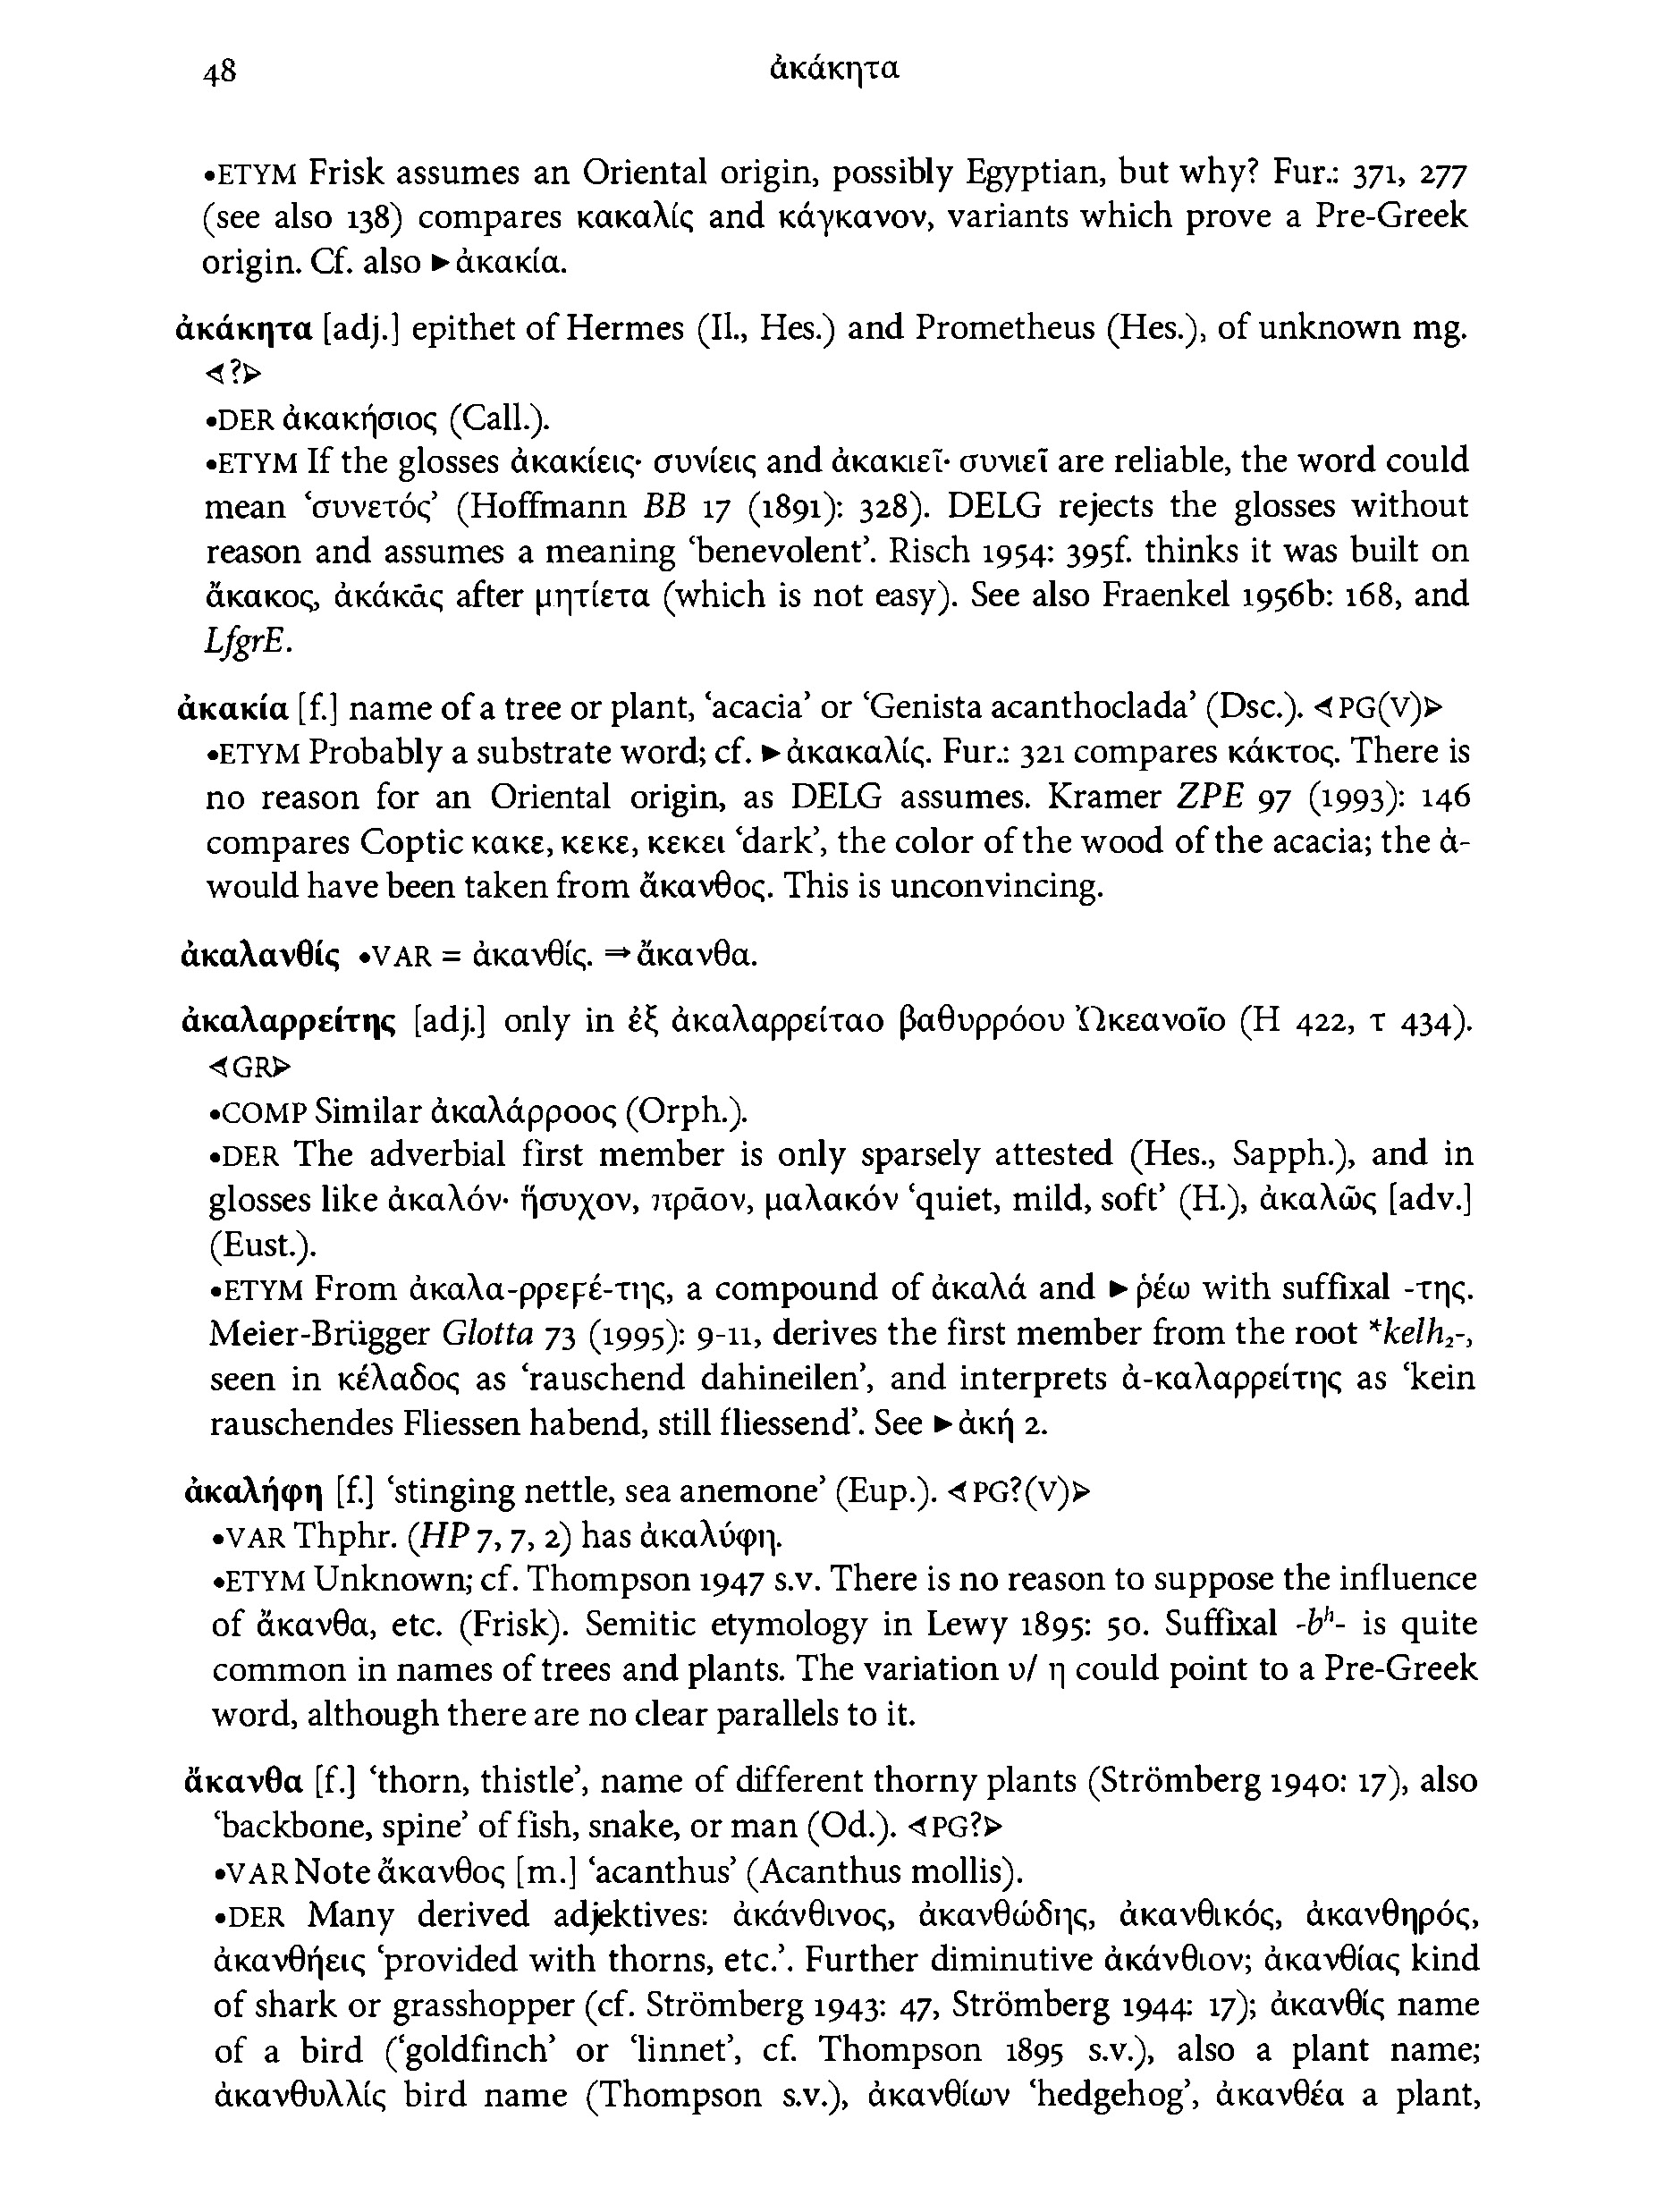 48 ἀκάκητα
•ETYM Frisk assumes an Oriental origin, possibly Egyptian, but why? Fur.: 371, 277
(see also 138) compares κακαλίς and κάγκανον, variants which prove a Pre-Greek
origin. Cf. also ►ἀκακία.
ἀκάκητα [adj.] epithet of Hermes (Il., Hes.) and Prometheus (Hes.), of unknown mg.
⊲?⊳
•DER ἀκακήσιος (Call.).
•ETYM If the glosses ἀκακίεις· συνίεις and ἀκακιεῖ· συνιεῖ are reliable, the word could
mean ‘συνετός’ (Hoffmann BB 17 (1891): 328). DELG rejects the glosses without
reason and assumes a meaning ‘benevolent’. Risch 1954: 395f. thinks it was built on
ἄκακος, ἀκάκᾱς after μητίετα (which is not easy). See also Fraenkel 1956b: 168, and
LfgrE.
ἀκακία [f.] name of a tree or plant, ‘acacia’ or ‘Genista acanthoclada’ (Dsc.). ⊲PG(V)⊳
•ETYM Probably a substrate word; cf. ►ἀκακαλίς. Fur.: 321 compares κάκτος. There is
no reason for an Oriental origin, as DELG assumes. Kramer ZPE 97 (1993): 146
compares Coptic κακε, κεκε, κεκει ‘dark’, the color of the wood of the acacia; the ἀ-
would have been taken from ἄκανθος. This is unconvincing.
ἀκαλανθίς •VAR = ἀκανθίς. ⇒ἄκανθα.
ἀκαλαρρείτης [adj.] only in ἐξ ἀκαλαρρείταο βαθυρρόου Ὠκεανοῖο (Η 422, τ 434).
⊲GR⊳
•COMP Similar ἀκαλάρροος (Orph.).
•DER The adverbial first member is only sparsely attested (Hes., Sapph.), and in
glosses like ἀκαλόν· ἥσυχον, πρᾶον, μαλακόν ‘quiet, mild, soft’ (H.), ἀκαλῶς [adv.]
(Eust.).
•ETYM From ἀκαλα-ρρεϝέ-της, a compound of ἀκαλά and ►ῥέω with suffixal -της.
Meier-Brügger Glotta 73 (1995): 9-11, derives the first member from the root *kelh₂-,
seen in κέλαδος as ‘rauschend dahineilen’, and interprets ἀ-καλαρρείτης as ‘kein
rauschendes Fliessen habend, still fliessend’. See ►ἀκή 2.
ἀκαλήφη [f.] ‘stinging nettle, sea anemone’ (Eup.). ⊲PG?(V)⊳
•VAR Thphr. (HP 7, 7, 2) has ἀκαλύφη.
•ETYM Unknown; cf. Thompson 1947 s.v. There is no reason to suppose the influence
of ἄκανθα, etc. (Frisk). Semitic etymology in Lewy 1895: 50. Suffixal -bʰ- is quite
common in names of trees and plants. The variation υ/ η could point to a Pre-Greek
word, although there are no clear parallels to it.
ἄκανθα [f.] ‘thorn, thistle’, name of different thorny plants (Strömberg 1940: 17), also
‘backbone, spine’ of fish, snake, or man (Od.). ⊲PG?⊳
•VAR Note ἄκανθος [m.] ‘acanthus’ (Acanthus mollis).
•DER Many derived adjektives: ἀκάνθινος, ἀκανθώδης, ἀκανθικός, ἀκανθηρός,
ἀκανθήεις ‘provided with thorns, etc.’. Further diminutive ἀκάνθιον; ἀκανθίας kind
of shark or grasshopper (cf. Strömberg 1943: 47, Strömberg 1944: 17); ἀκανθίς name
of a bird (‘goldfinch’ or ‘linnet’, cf. Thompson 1895 s.v.), also a plant name;
ἀκανθυλλίς bird name (Thompson s.v.), ἀκανθίων ‘hedgehog’, ἀκανθέα a plant,